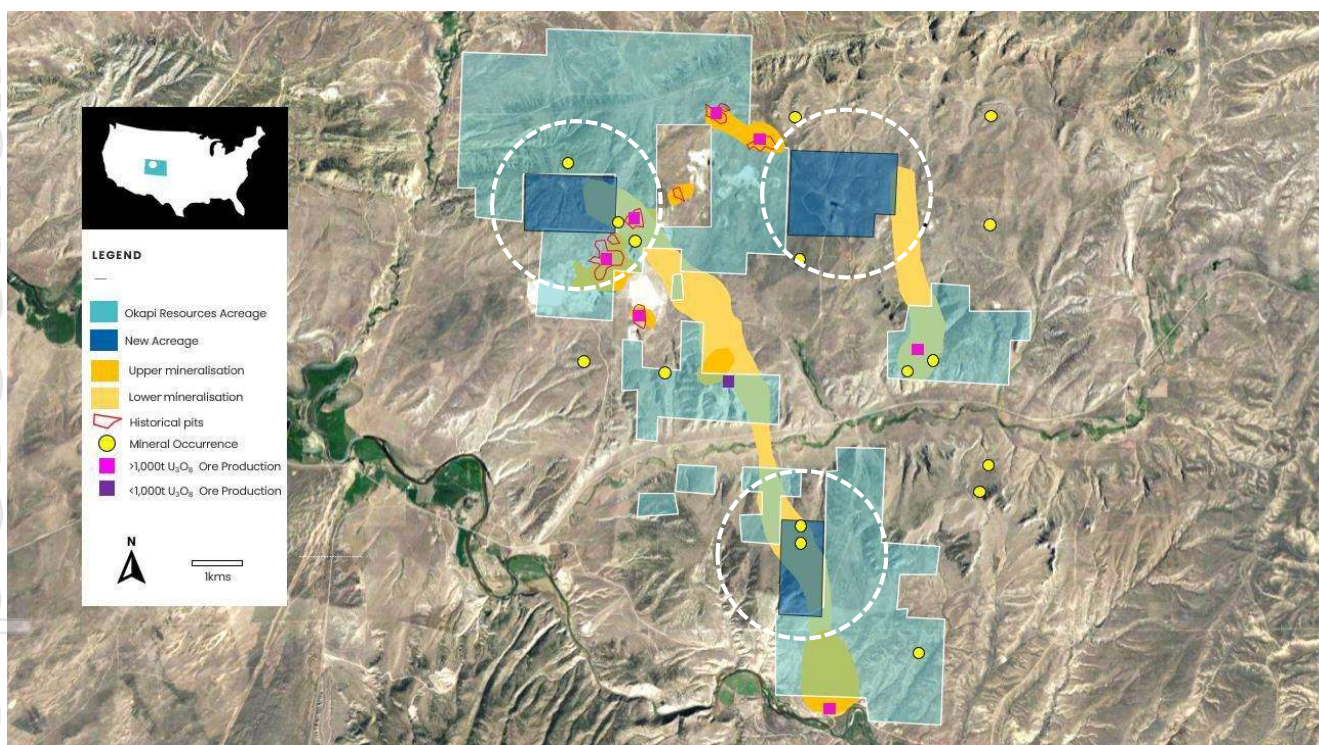 LEGEND
Okapi Resources Acreage
New Acreage
Upper mineralisation
Lower mineralisation
Historical pits
Mineral Occurrence
>1,000t U₃O₈ Ore Production
<1,000t U₃O₈ Ore Production
N
1kms